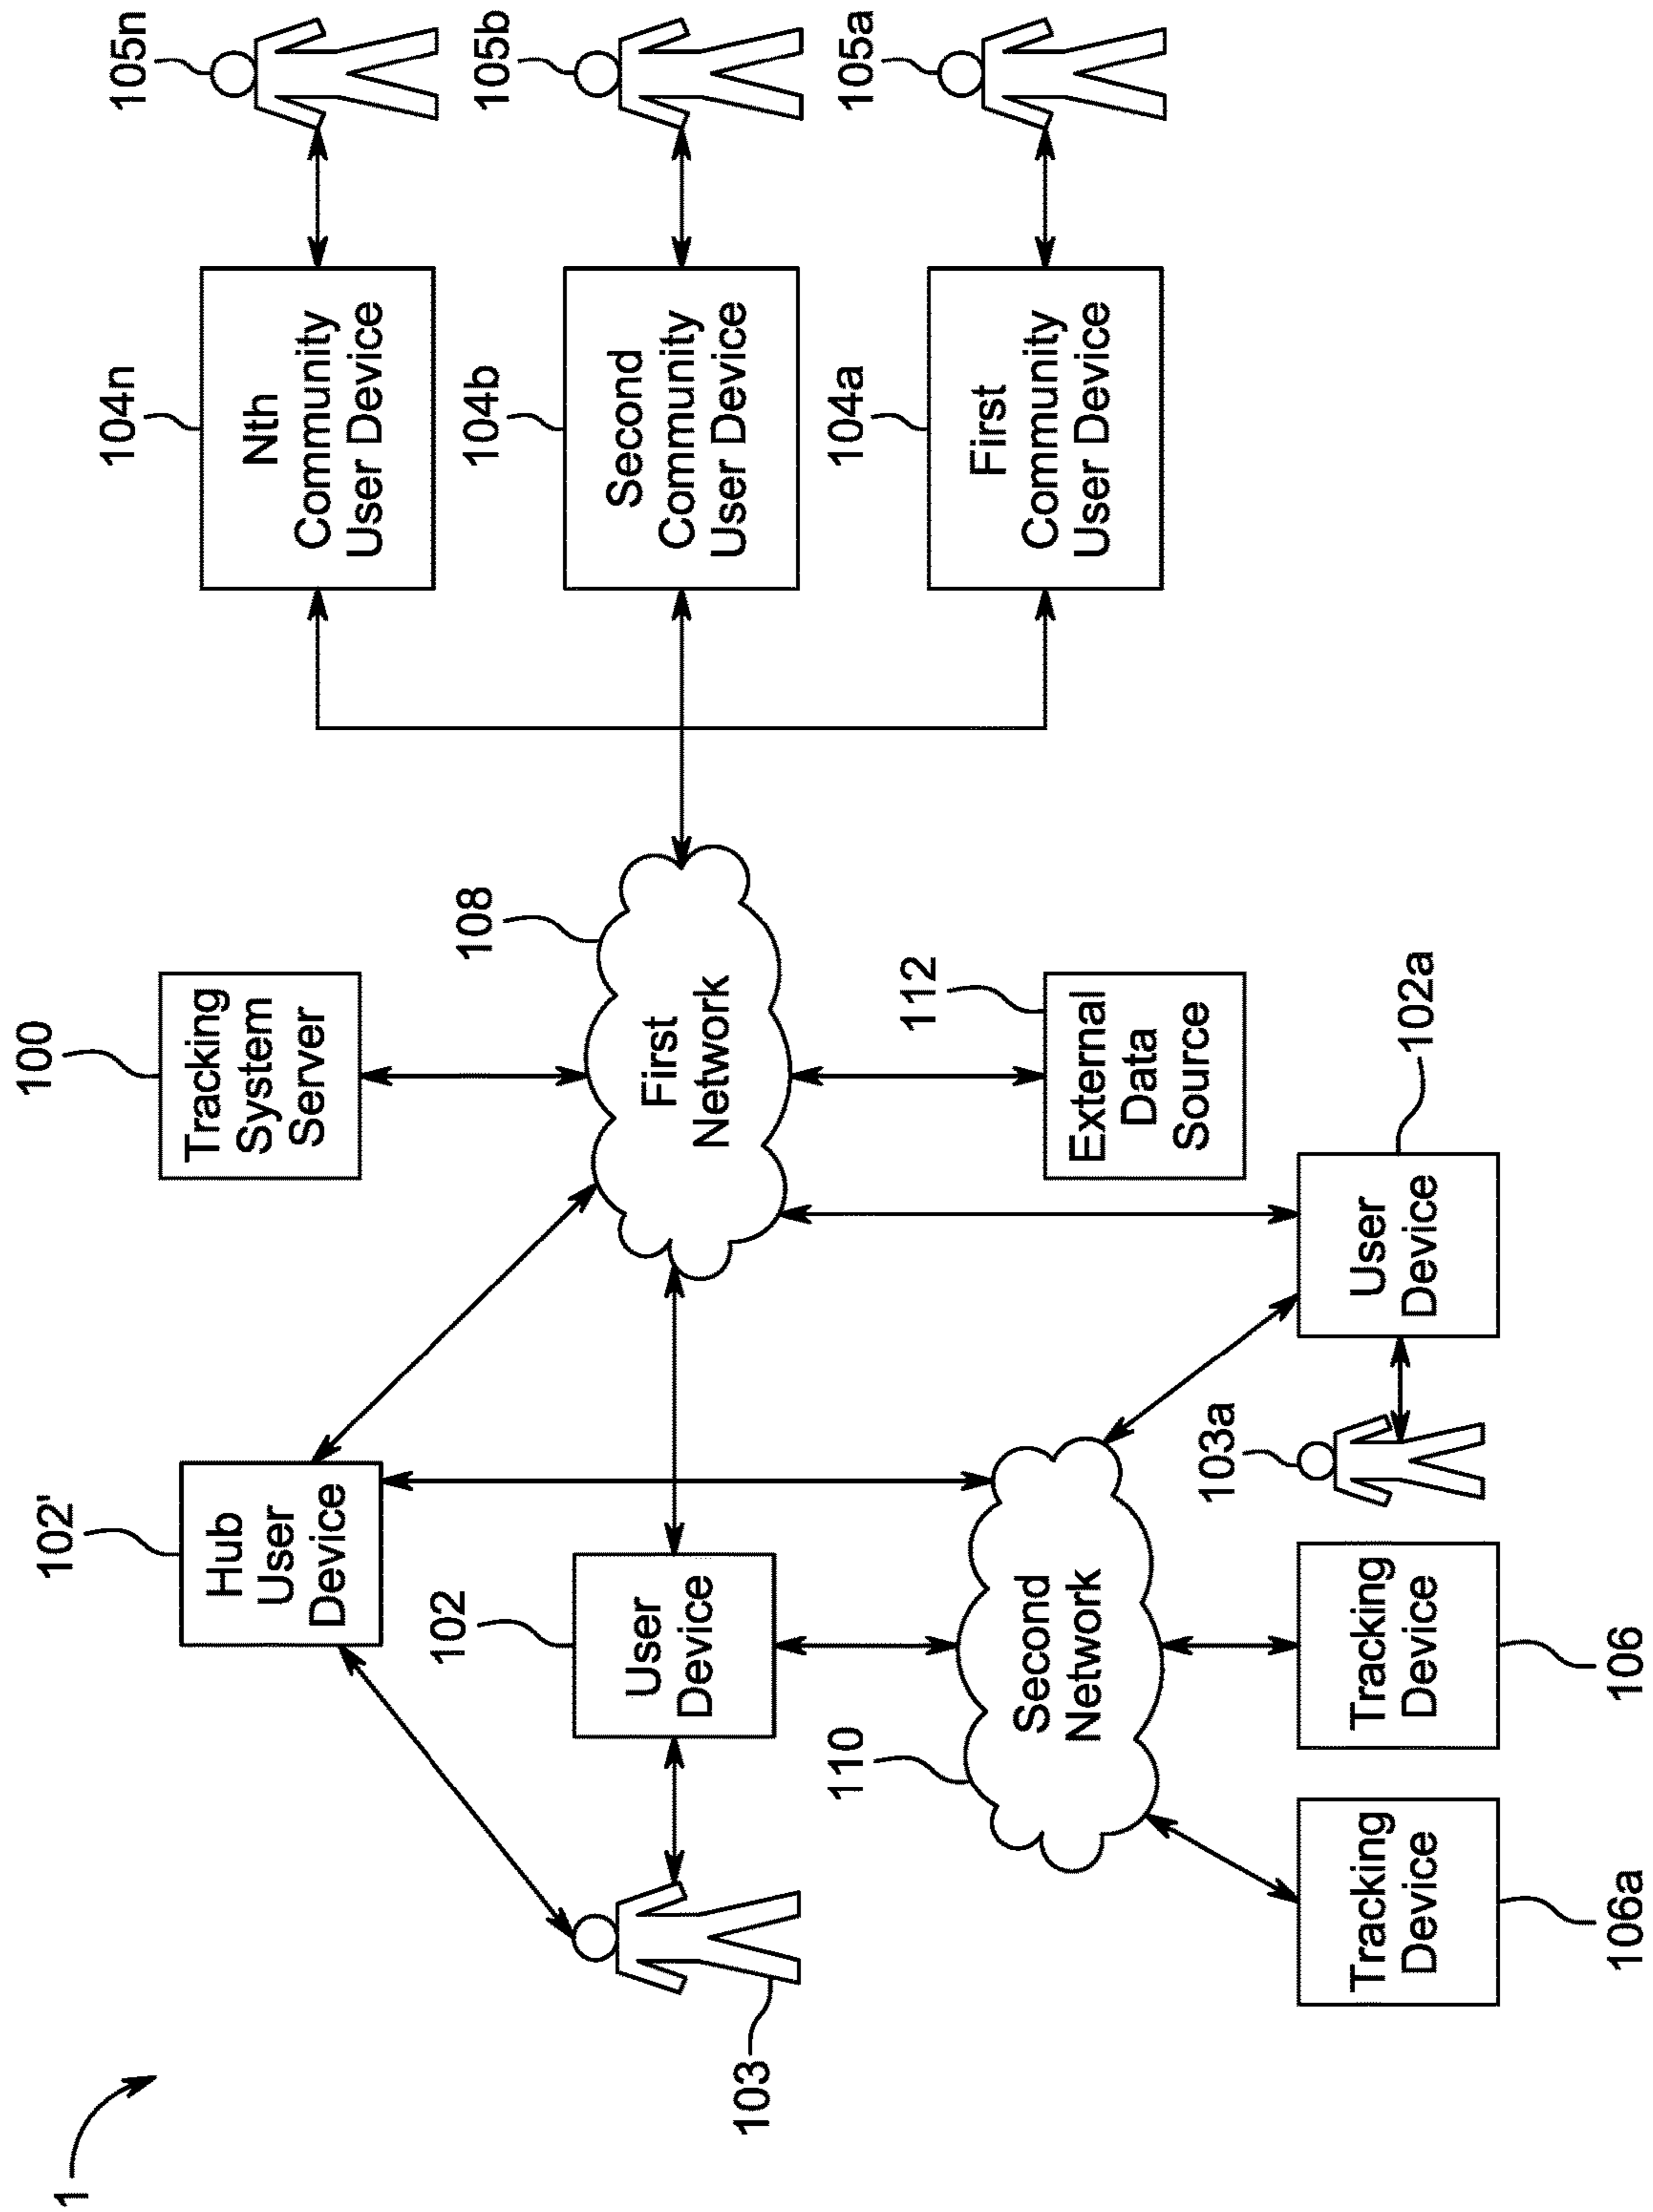 1
100
Tracking
System
Server
102'
Hub
User
Device
108
First
Network
104n
Nth
Community
User Device
105n
104b
Second
Community
User Device
105b
104a
First
Community
User Device
105a
103
102
User
Device
112
External
Data
Source
110
Second
Network
103a
102a
User
Device
Tracking
Device
106a
Tracking
Device
106